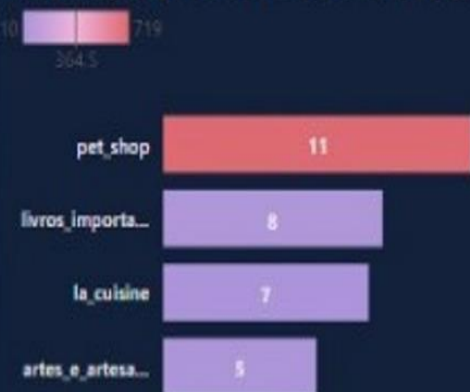 10 719
364.5
pet_shop 11
livros_importa... 8
la_cuisine 7
artes_e_artesa... 5